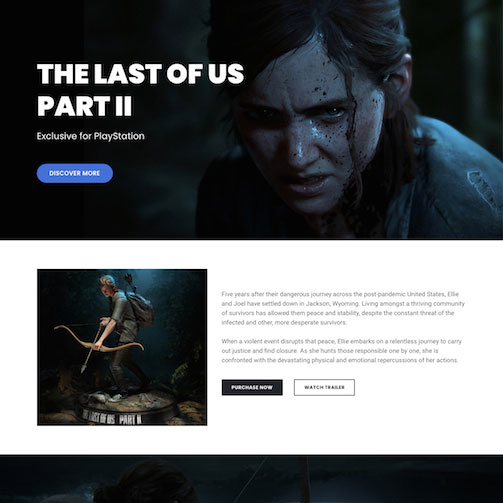 THE LAST OF US
PART II
Exclusive for PlayStation
DISCOVER MORE
Five years after their dangerous journey across the post-pandemic United States, Ellie
and Joel have settled down in Jackson, Wyoming. Living amongst a thriving community
of survivors has allowed them peace and stability, despite the constant threat of the
infected and other, more desperate survivors.
When a violent event disrupts that peace, Ellie embarks on a relentless journey to carry
out justice and find closure. As she hunts those responsible one by one, she is
confronted with the devastating physical and emotional repercussions of her actions.
THE LAST OF US PART II
PURCHASE NOW
WATCH TRAILER